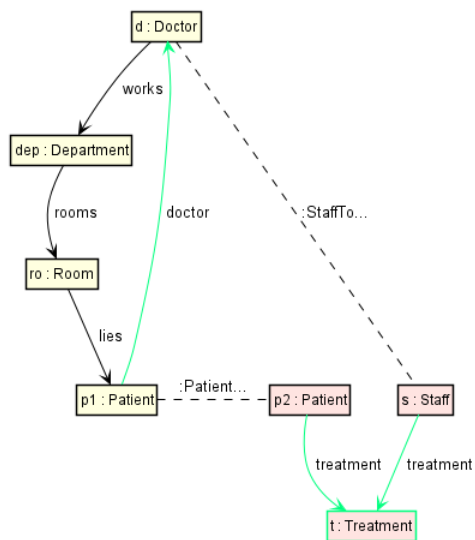 d : Doctor
works
dep : Department
:StaffTo...
rooms
doctor
ro : Room
lies
:Patient...
p1 : Patient
p2 : Patient
s : Staff
treatment
treatment
t : Treatment